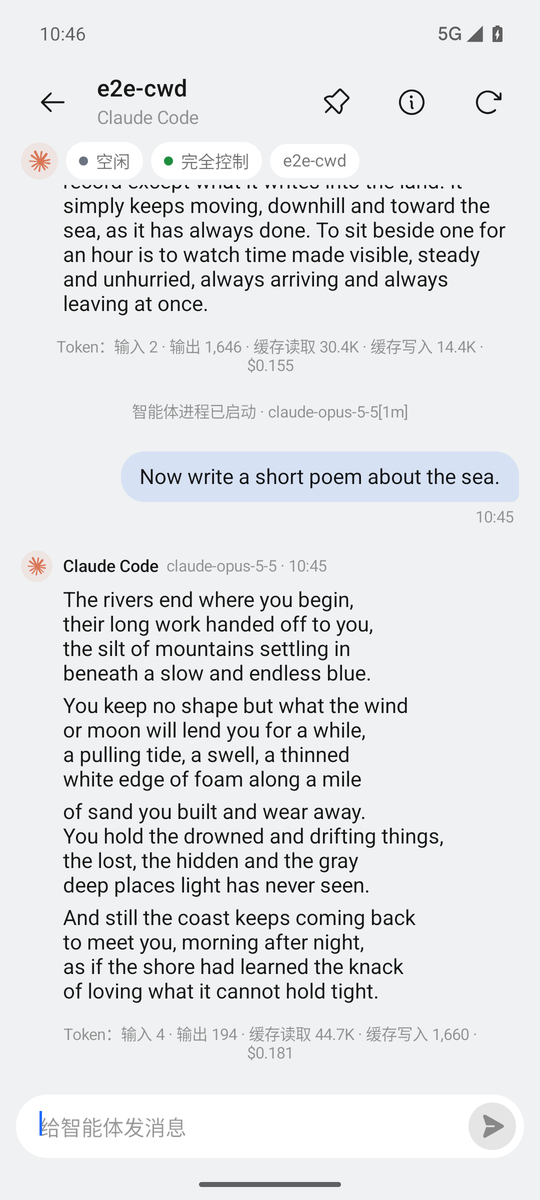 10:46
5G
e2e-cwd
Claude Code
空闲
完全控制
e2e-cwd
record except what it writes into the land. It
simply keeps moving, downhill and toward the
sea, as it has always done. To sit beside one for
an hour is to watch time made visible, steady
and unhurried, always arriving and always
leaving at once.
Token：输入 2 · 输出 1,646 · 缓存读取 30.4K · 缓存写入 14.4K ·
$0.155
智能体进程已启动 · claude-opus-5-5[1m]
Now write a short poem about the sea.
10:45
Claude Code claude-opus-5-5 · 10:45
The rivers end where you begin,
their long work handed off to you,
the silt of mountains settling in
beneath a slow and endless blue.
You keep no shape but what the wind
or moon will lend you for a while,
a pulling tide, a swell, a thinned
white edge of foam along a mile
of sand you built and wear away.
You hold the drowned and drifting things,
the lost, the hidden and the gray
deep places light has never seen.
And still the coast keeps coming back
to meet you, morning after night,
as if the shore had learned the knack
of loving what it cannot hold tight.
Token：输入 4 · 输出 194 · 缓存读取 44.7K · 缓存写入 1,660 ·
$0.181
给智能体发消息